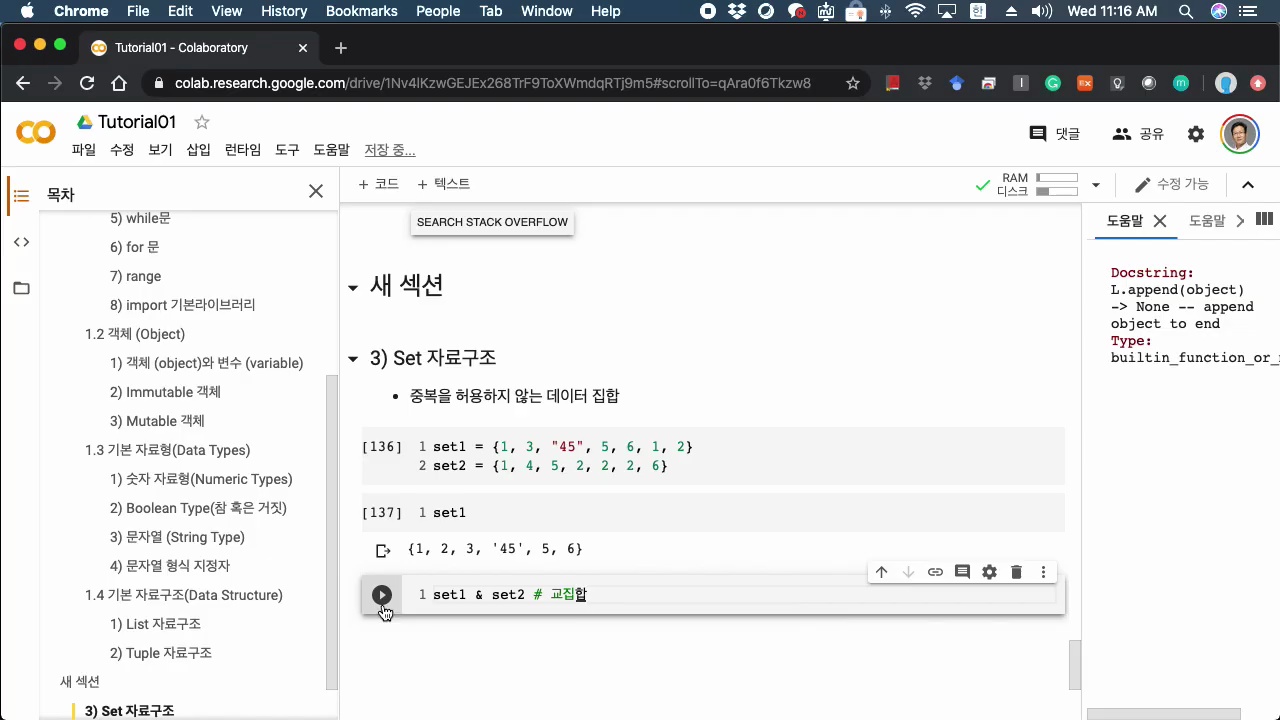 Chrome File Edit View History Bookmarks People Tab Window Help 한 Wed 11:16 AM
Tutorial01 - Colaboratory
colab.research.google.com/drive/1Nv4lKzwGEJEx268TrF9ToXWmdqRTj9m5#scrollTo=qAra0f6Tkzw8
Tutorial01
댓글 공유
파일 수정 보기 삽입 런타임 도구 도움말 저장 중...
목차
+ 코드 + 텍스트
RAM
디스크
수정 가능
5) while문
6) for 문
7) range
8) import 기본라이브러리
1.2 객체 (Object)
1) 객체 (object)와 변수 (variable)
2) Immutable 객체
3) Mutable 객체
1.3 기본 자료형(Data Types)
1) 숫자 자료형(Numeric Types)
2) Boolean Type(참 혹은 거짓)
3) 문자열 (String Type)
4) 문자열 형식 지정자
1.4 기본 자료구조(Data Structure)
1) List 자료구조
2) Tuple 자료구조
새 섹션
3) Set 자료구조
SEARCH STACK OVERFLOW
새 섹션
3) Set 자료구조
• 중복을 허용하지 않는 데이터 집합
[136] 1 set1 = {1, 3, "45", 5, 6, 1, 2}
2 set2 = {1, 4, 5, 2, 2, 2, 6}
[137] 1 set1
{1, 2, 3, '45', 5, 6}
1 set1 & set2 # 교집합
도움말 도움말
Docstring:
L.append(object)
-> None -- append
object to end
Type:
builtin_function_or_